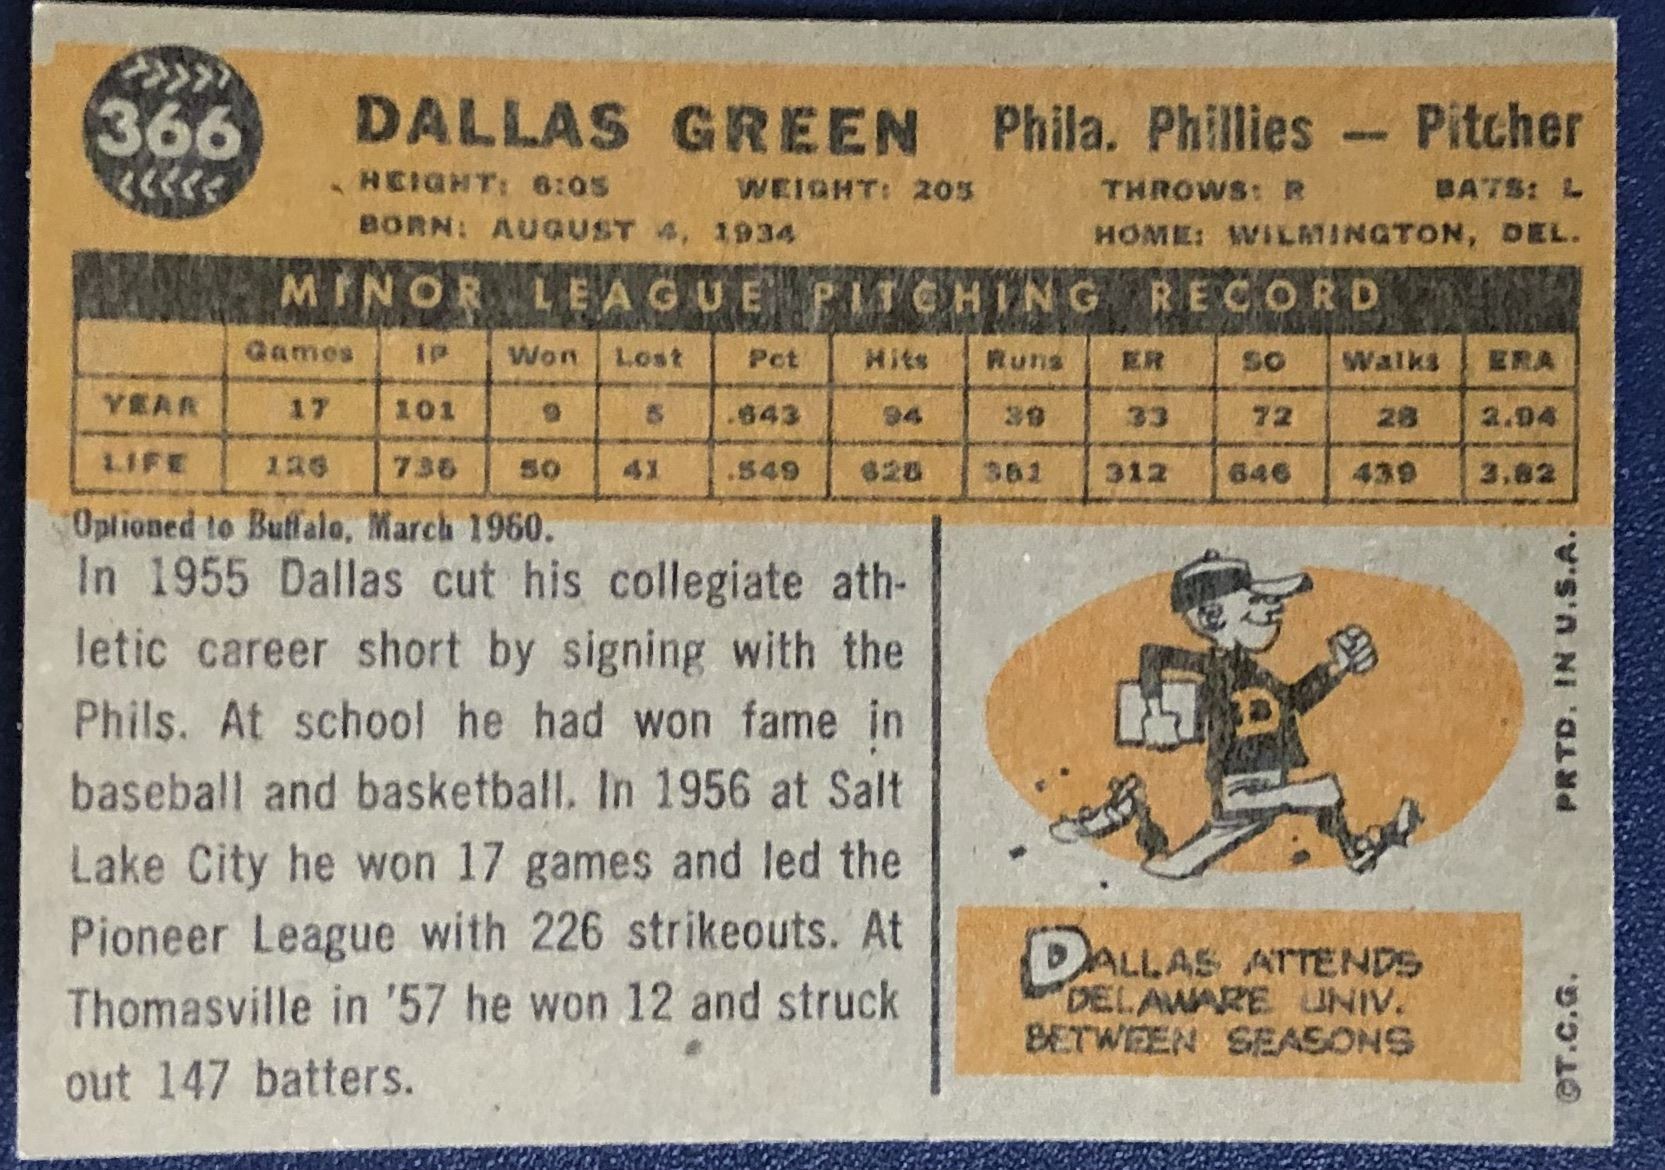 366
DALLAS GREEN Phila. Phillies — Pitcher
HEIGHT: 6:05 WEIGHT: 205 THROWS: R BATS: L
BORN: AUGUST 4, 1934 HOME: WILMINGTON, DEL.
MINOR LEAGUE PITCHING RECORD
Games IP Won Lost Pct Hits Runs ER SO Walks ERA
YEAR 17 101 9 5 .643 94 39 33 72 28 2.94
LIFE 126 736 50 41 .549 628 381 312 646 439 3.82
Optioned to Buffalo, March 1960.
In 1955 Dallas cut his collegiate ath-
letic career short by signing with the
Phils. At school he had won fame in
baseball and basketball. In 1956 at Salt
Lake City he won 17 games and led the
Pioneer League with 226 strikeouts. At
Thomasville in '57 he won 12 and struck
out 147 batters.
D
DALLAS ATTENDS
DELAWARE UNIV.
BETWEEN SEASONS
©T.C.G. PRTD. IN U.S.A.